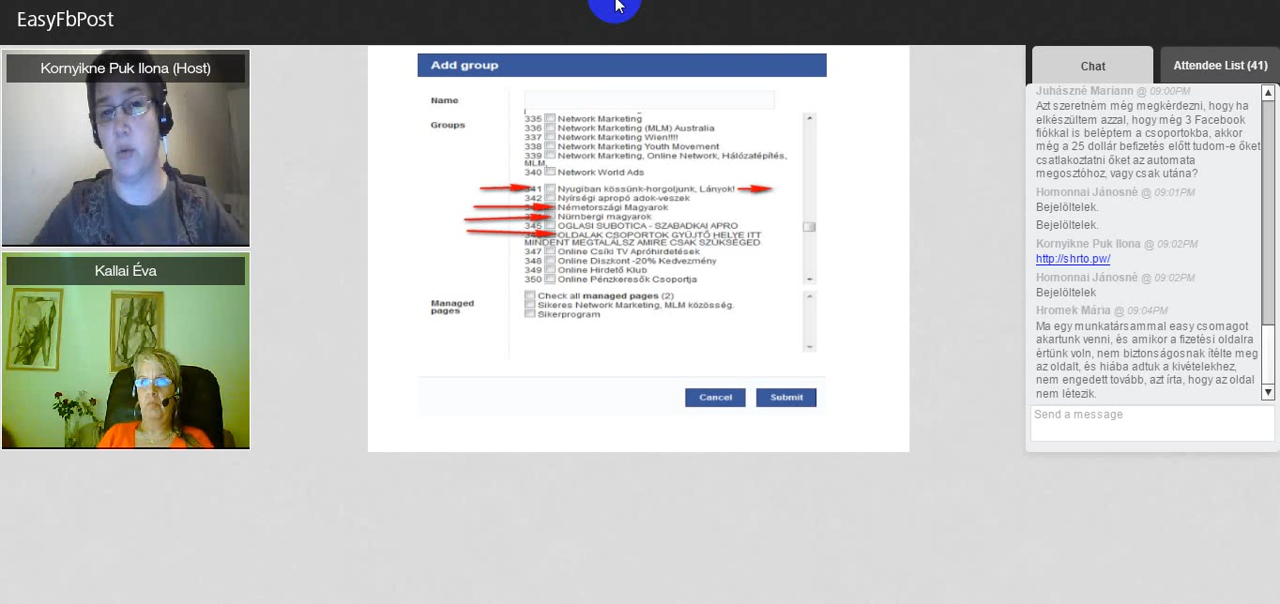 EasyFbPost
Kornyikne Puk Ilona (Host)
Kallai Éva
Add group
Name
Groups
335 Network Marketing
336 Network Marketing (MLM) Australia
337 Network Marketing Wien!!!!
338 Network Marketing Youth Movement
339 Network Marketing, Online Network, Hálózatépítés,
MLM,
340 Network World Ads
341 Nyugiban kössünk-horgoljunk, Lányok!
342 Nyírségi apropó adok-veszek
Németországi Magyarok
Nürnbergi magyarok
345 OGLASI SUBOTICA - SZABADKAI APRO
OLDALAK CSOPORTOK GYŰJTŐ HELYE ITT
MINDENT MEGTALÁLSZ AMIRE CSAK SZÜKSÉGED
347 Online Csíki TV Apróhirdetések
348 Online Diszkont -20% Kedvezmény
349 Online Hirdető Klub
350 Online Pénzkeresők Csoportja
Managed
pages
Check all managed pages (2)
Sikeres Network Marketing, MLM közösség.
Sikerprogram
Cancel
Submit
Chat
Attendee List (41)
Juhászné Mariann @ 09:00PM
Azt szeretném még megkérdezni, hogy ha
elkészültem azzal, hogy még 3 Facebook
fiókkal is beléptem a csoportokba, akkor
még a 25 dollár befizetés előtt tudom-e őket
csatlakoztatni őket az automata
megosztóhoz, vagy csak utána?
Homonnai Jánosné @ 09:01PM
Bejelöltelek.
Bejelöltelek.
Kornyikne Puk Ilona @ 09:02PM
http://shrto.pw/
Homonnai Jánosné @ 09:02PM
Bejelöltelek
Hromek Mária @ 09:04PM
Ma egy munkatársammal easy csomagot
akartunk venni, és amikor a fizetési oldalra
értünk voln, nem biztonságosnak ítélte meg
az oldalt, és hiába adtuk a kivételekhez,
nem engedett tovább, azt írta, hogy az oldal
nem létezik.
Send a message